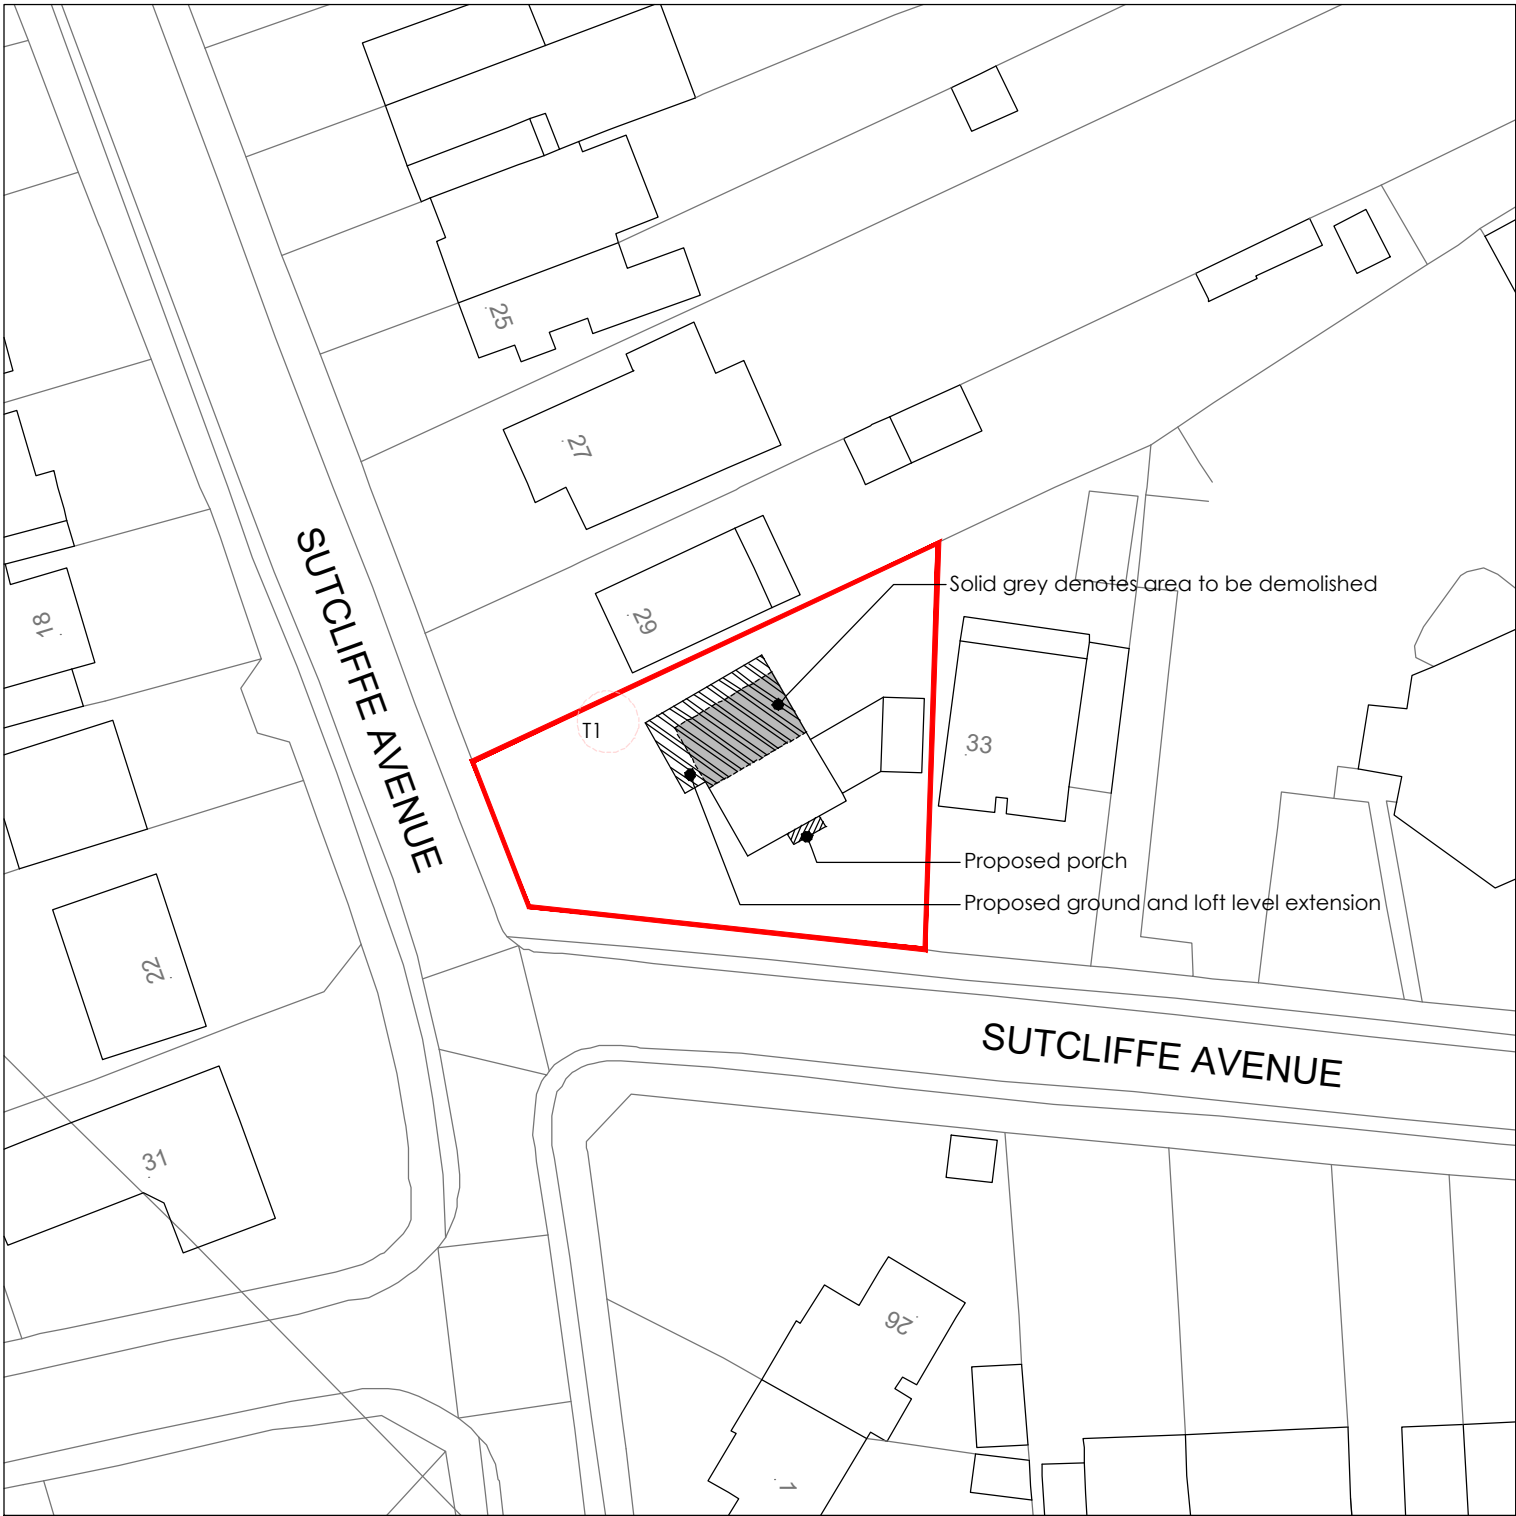 25
27
SUTCLIFFE AVENUE
Solid grey denotes area to be demolished
18
29
T1
33
Proposed porch
Proposed ground and loft level extension
22
SUTCLIFFE AVENUE
31
26
1